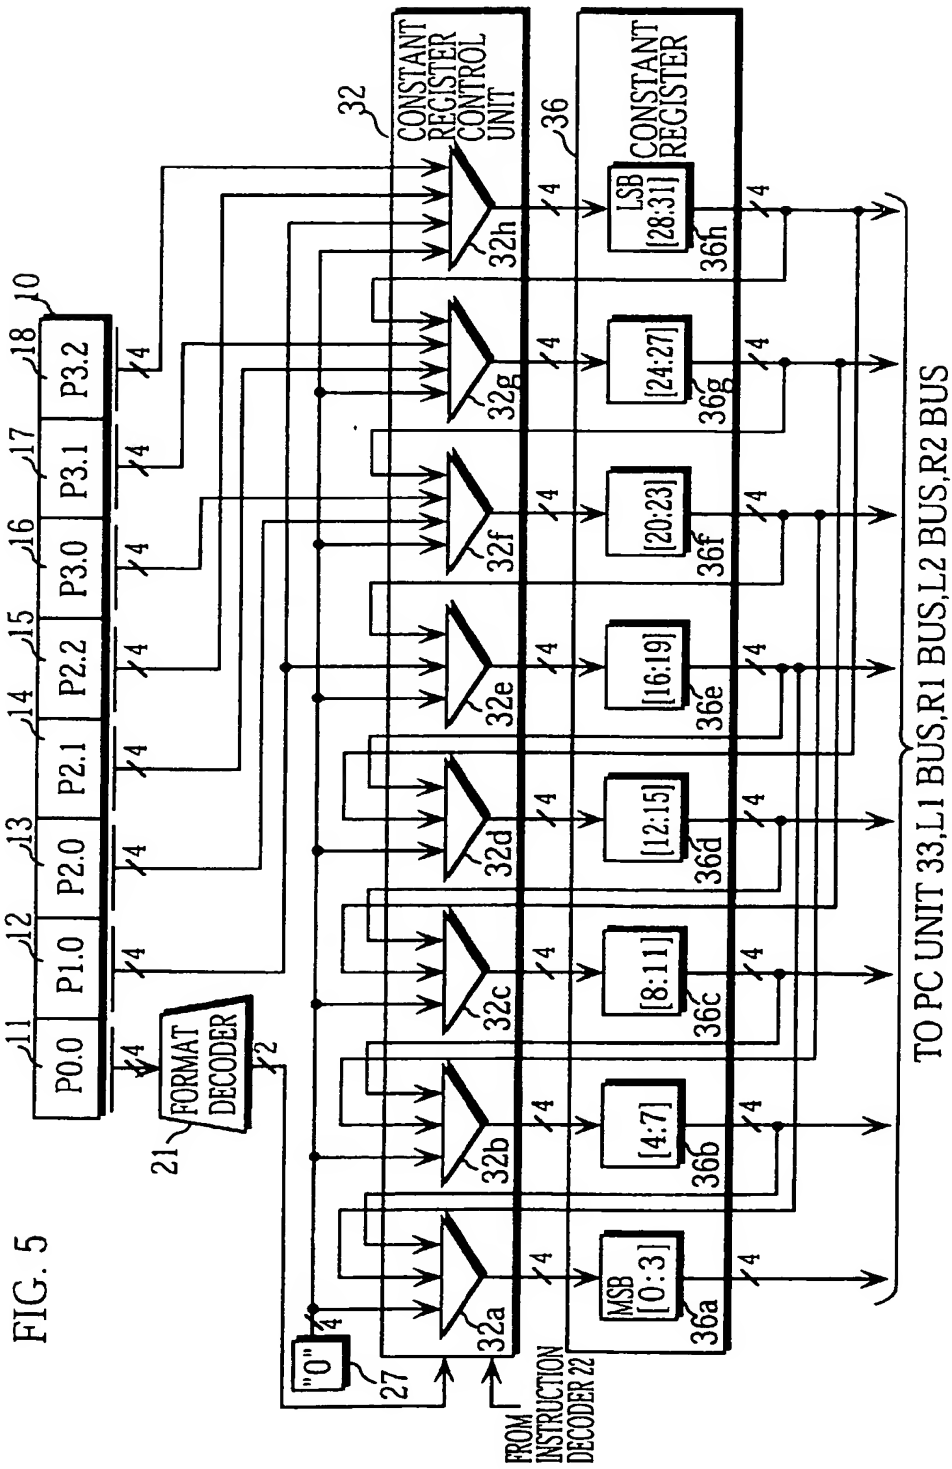 FIG. 5
11 12 13 14 15 16 17 18 10
P0.0 P1.0 P2.0 P2.1 P2.2 P3.0 P3.1 P3.2
4 4 4 4 4 4 4 4
21
FORMAT
DECODER
2
"0"
4
27
32
CONSTANT
REGISTER
CONTROL
UNIT
32a 32b 32c 32d 32e 32f 32g 32h
FROM
INSTRUCTION
DECODER 22
4 4 4 4 4 4 4 4
36
CONSTANT
REGISTER
MSB
[0:3] [4:7] [8:11] [12:15] [16:19] [20:23] [24:27]
LSB
[28:31]
36a 36b 36c 36d 36e 36f 36g 36h
4 4 4 4 4 4 4 4
TO PC UNIT 33,L1 BUS,R1 BUS,L2 BUS,R2 BUS